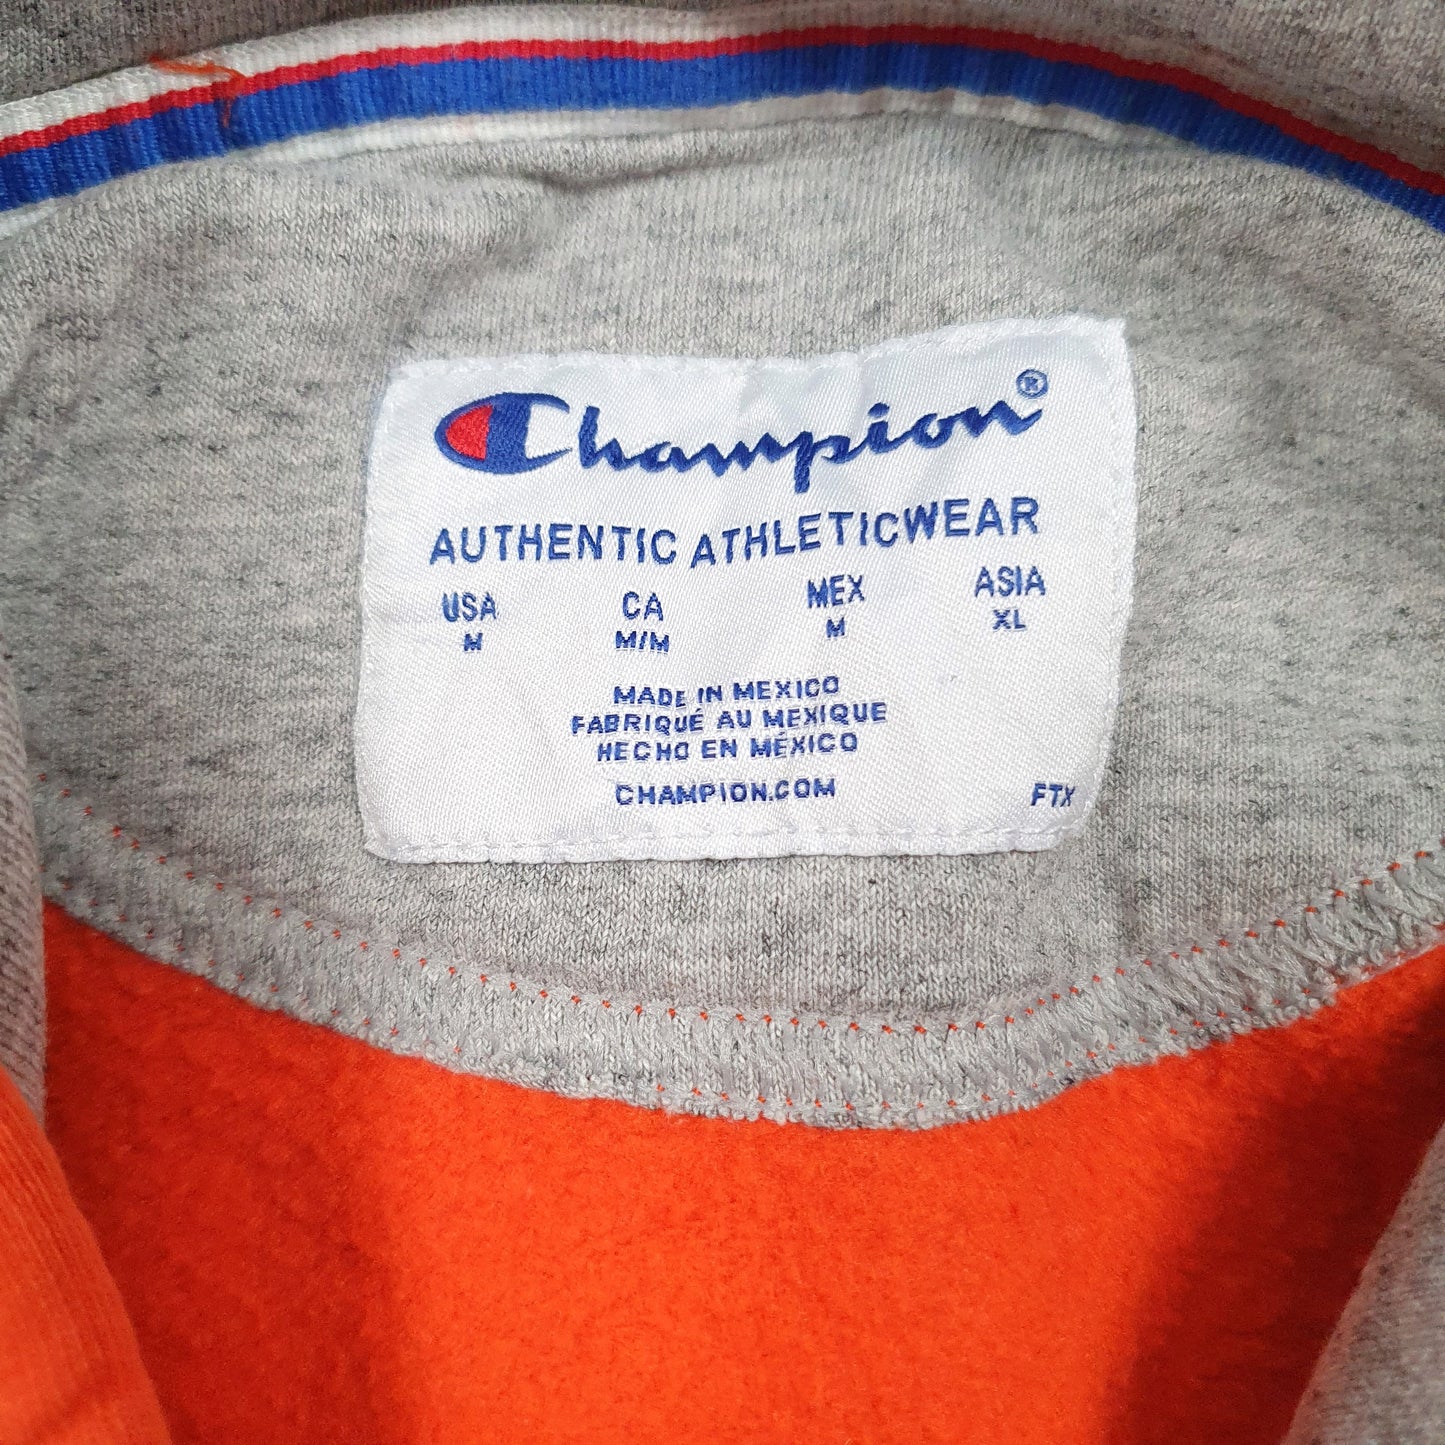 Champion®
AUTHENTIC ATHLETICWEAR
USA CA MEX ASIA
M M/M M XL
MADE IN MEXICO
FABRIQUÉ AU MEXIQUE
HECHO EN MÉXICO
CHAMPION.COM FTX